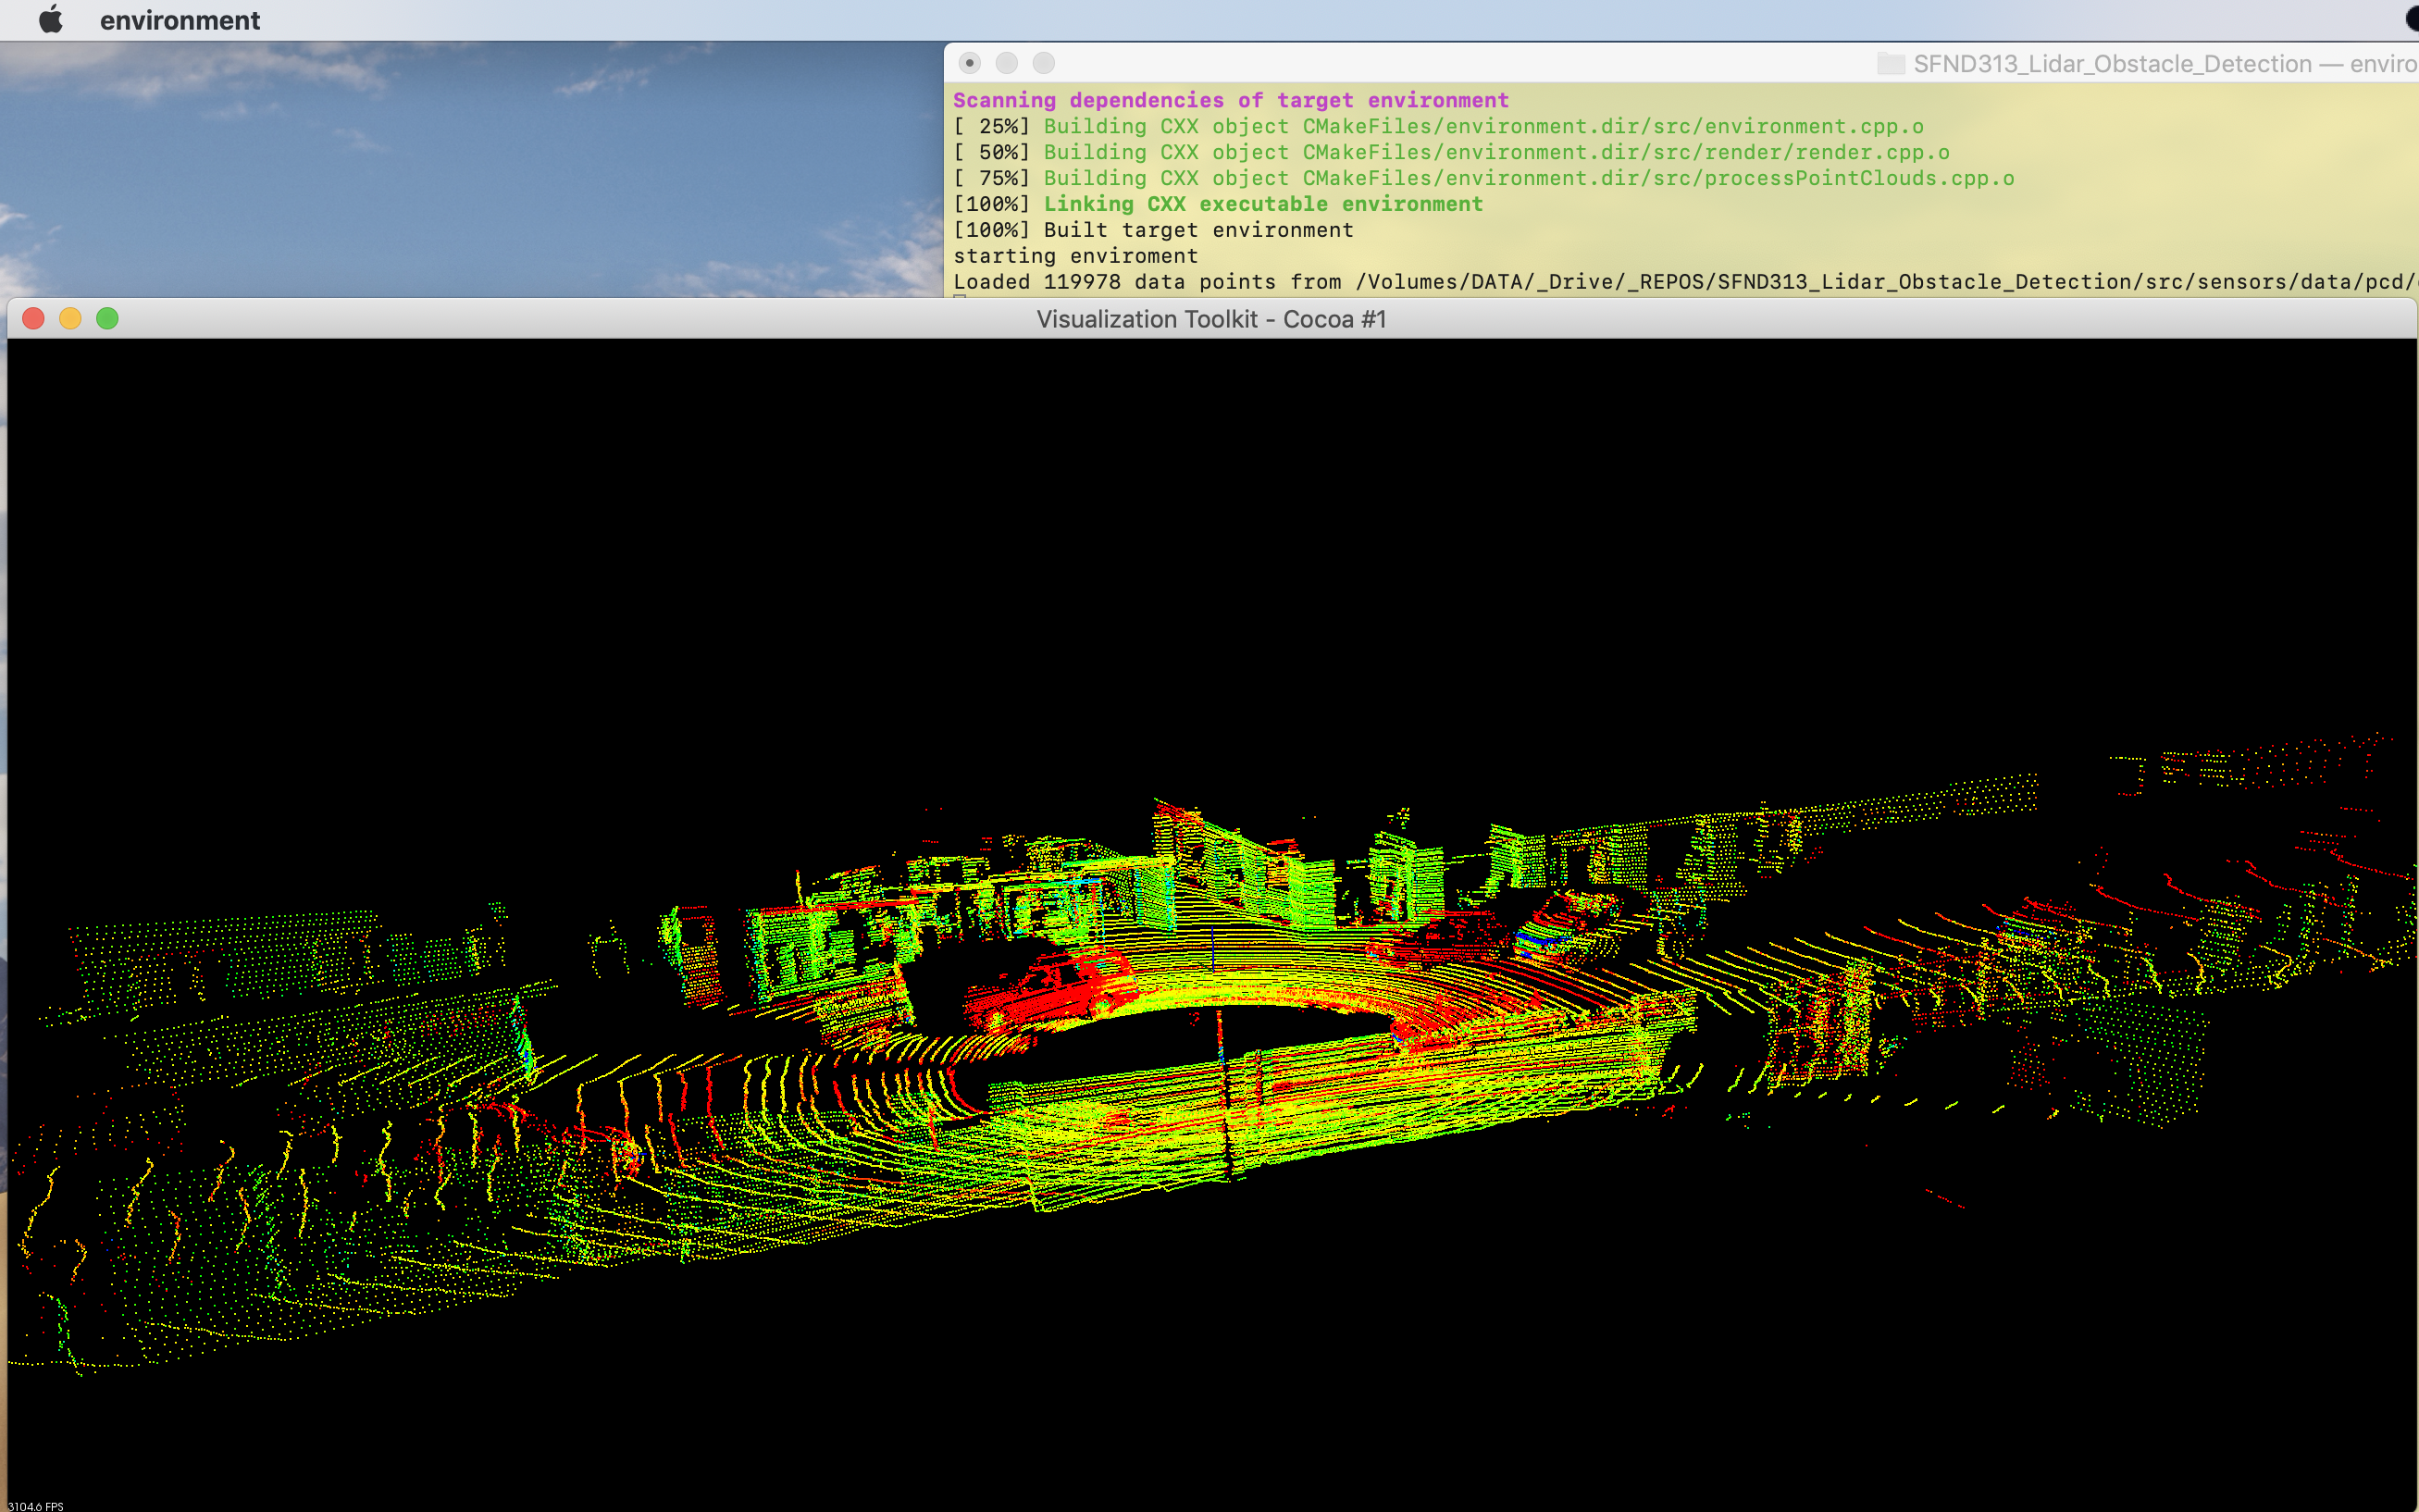 environment
SFND313_Lidar_Obstacle_Detection — enviro
Scanning dependencies of target environment
[ 25%] Building CXX object CMakeFiles/environment.dir/src/environment.cpp.o
[ 50%] Building CXX object CMakeFiles/environment.dir/src/render/render.cpp.o
[ 75%] Building CXX object CMakeFiles/environment.dir/src/processPointClouds.cpp.o
[100%] Linking CXX executable environment
[100%] Built target environment
starting enviroment
Loaded 119978 data points from /Volumes/DATA/_Drive/_REPOS/SFND313_Lidar_Obstacle_Detection/src/sensors/data/pcd/
Visualization Toolkit - Cocoa #1
3104.6 FPS